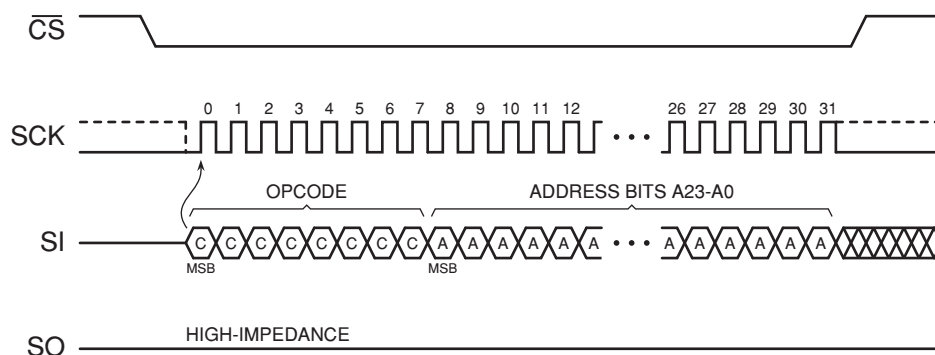 CS
0 1 2 3 4 5 6 7 8 9 10 11 12 26 27 28 29 30 31
SCK
OPCODE ADDRESS BITS A23-A0
SI C C C C C C C C A A A A A A A A A A A A
MSB MSB
HIGH-IMPEDANCE
SO